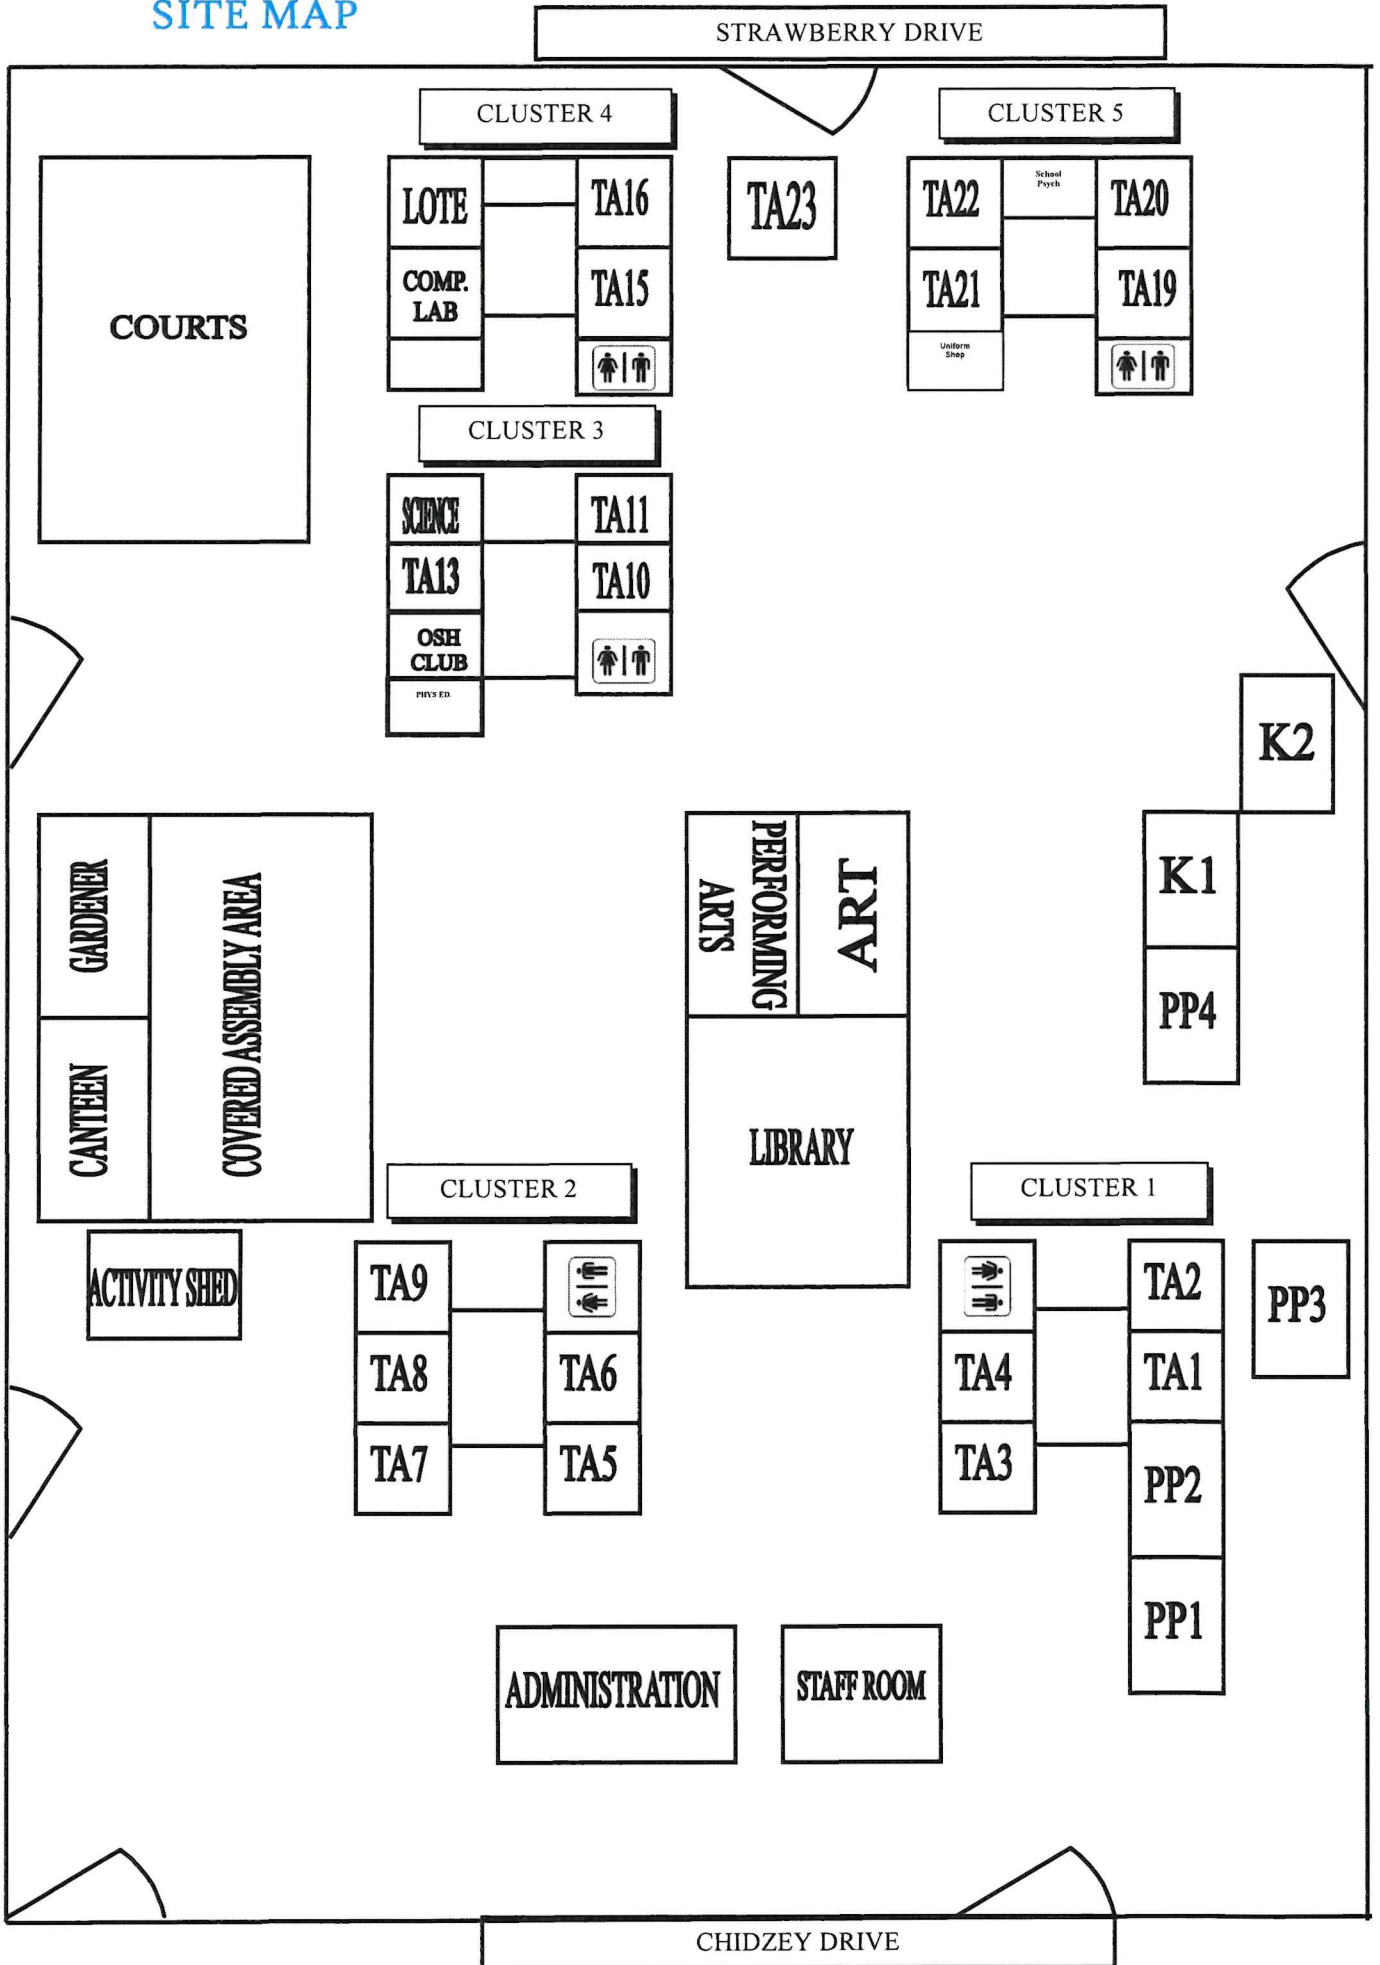 SITE MAP
STRAWBERRY DRIVE
CLUSTER 4
CLUSTER 5
LOTE
TA16
TA23
TA22
School
Psych
TA20
COMP.
LAB
TA15
TA21
TA19
Uniform
Shop
COURTS
CLUSTER 3
SCIENCE
TA11
TA13
TA10
OSH
CLUB
PHYS ED.
K2
GARDENER
COVERED ASSEMBLY AREA
PERFORMING
ARTS
ART
K1
PP4
CANTEEN
LIBRARY
CLUSTER 2
CLUSTER 1
ACTIVITY SHED
TA9
TA2
PP3
TA8
TA6
TA4
TA1
TA7
TA5
TA3
PP2
PP1
ADMINISTRATION
STAFF ROOM
CHIDZEY DRIVE